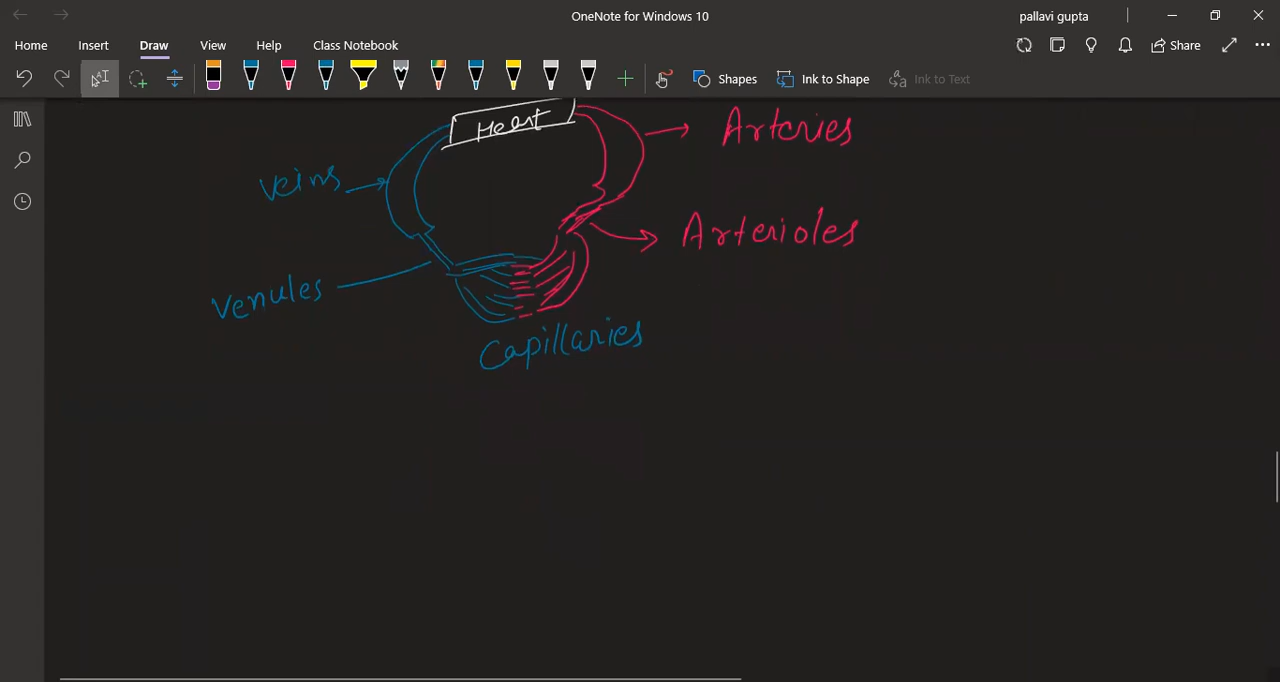 OneNote for Windows 10
pallavi gupta
Home Insert Draw View Help Class Notebook
Share
Shapes Ink to Shape Ink to Text
Heart
Arteries
Veins
Arterioles
Venules
Capillaries